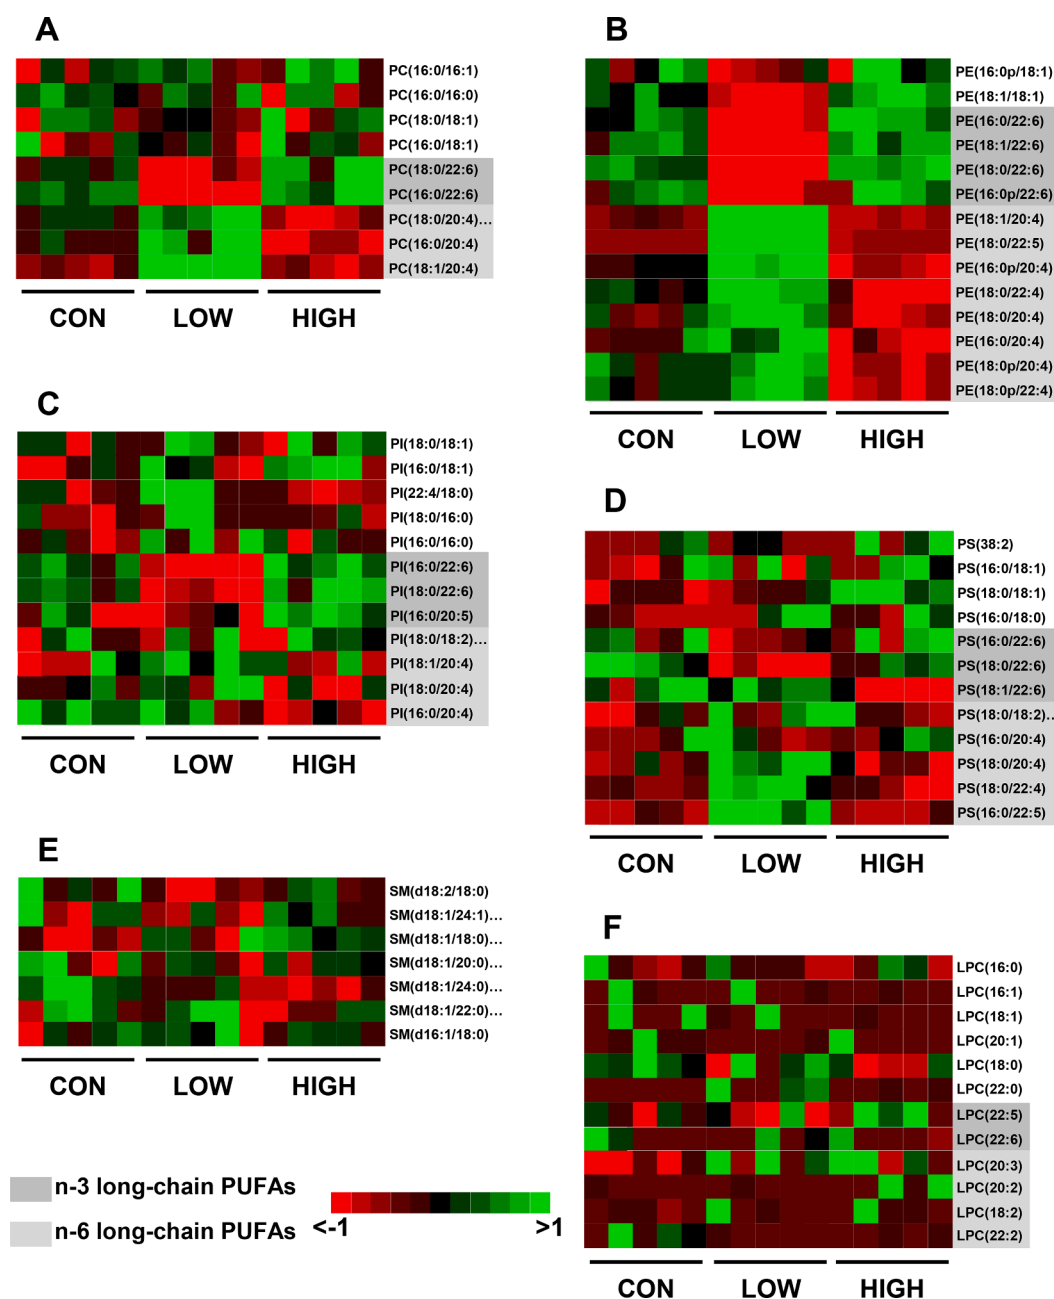 A
PC(16:0/16:1)
PC(16:0/16:0)
PC(18:0/18:1)
PC(16:0/18:1)
PC(18:0/22:6)
PC(16:0/22:6)
PC(18:0/20:4)...
PC(16:0/20:4)
PC(18:1/20:4)
CON LOW HIGH
B
PE(16:0p/18:1)
PE(18:1/18:1)
PE(16:0/22:6)
PE(18:1/22:6)
PE(18:0/22:6)
PE(16:0p/22:6)
PE(18:1/20:4)
PE(18:0/22:5)
PE(16:0p/20:4)
PE(18:0/22:4)
PE(18:0/20:4)
PE(16:0/20:4)
PE(18:0p/20:4)
PE(18:0p/22:4)
CON LOW HIGH
C
PI(18:0/18:1)
PI(16:0/18:1)
PI(22:4/18:0)
PI(18:0/16:0)
PI(16:0/16:0)
PI(16:0/22:6)
PI(18:0/22:6)
PI(16:0/20:5)
PI(18:0/18:2)...
PI(18:1/20:4)
PI(18:0/20:4)
PI(16:0/20:4)
CON LOW HIGH
D
PS(38:2)
PS(16:0/18:1)
PS(18:0/18:1)
PS(16:0/18:0)
PS(16:0/22:6)
PS(18:0/22:6)
PS(18:1/22:6)
PS(18:0/18:2)..
PS(16:0/20:4)
PS(18:0/20:4)
PS(18:0/22:4)
PS(16:0/22:5)
CON LOW HIGH
E
SM(d18:2/18:0)
SM(d18:1/24:1)...
SM(d18:1/18:0)...
SM(d18:1/20:0)...
SM(d18:1/24:0)...
SM(d18:1/22:0)...
SM(d16:1/18:0)
CON LOW HIGH
F
LPC(16:0)
LPC(16:1)
LPC(18:1)
LPC(20:1)
LPC(18:0)
LPC(22:0)
LPC(22:5)
LPC(22:6)
LPC(20:3)
LPC(20:2)
LPC(18:2)
LPC(22:2)
CON LOW HIGH
n-3 long-chain PUFAs
n-6 long-chain PUFAs
<-1 >1